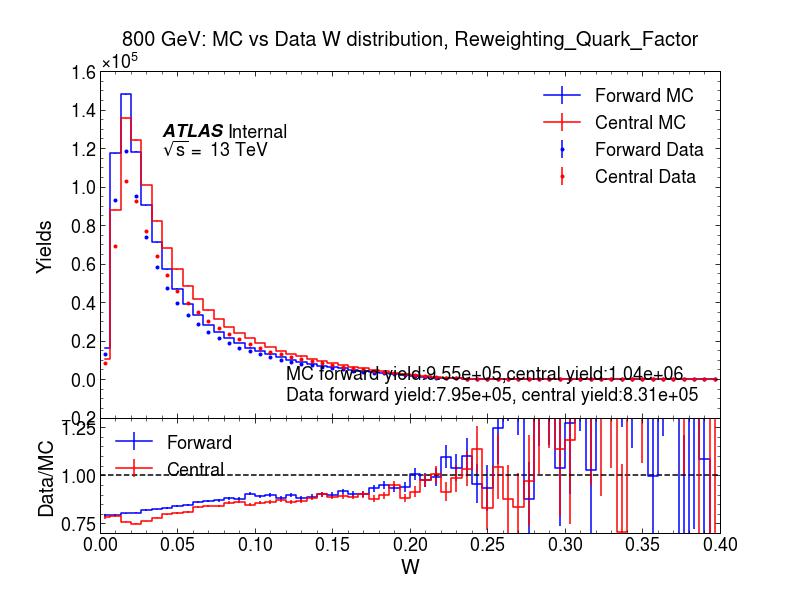 800 GeV: MC vs Data W distribution, Reweighting_Quark_Factor
×10⁵
1.6
1.4
1.2
1.0
0.8
0.6
0.4
0.2
0.0
0.2
Yields
ATLAS Internal
√s = 13 TeV
Forward MC
Central MC
Forward Data
Central Data
MC forward yield:9.55e+05,central yield:1.04e+06
Data forward yield:7.95e+05, central yield:8.31e+05
1.25
1.00
0.75
Data/MC
Forward
Central
0.00 0.05 0.10 0.15 0.20 0.25 0.30 0.35 0.40
W